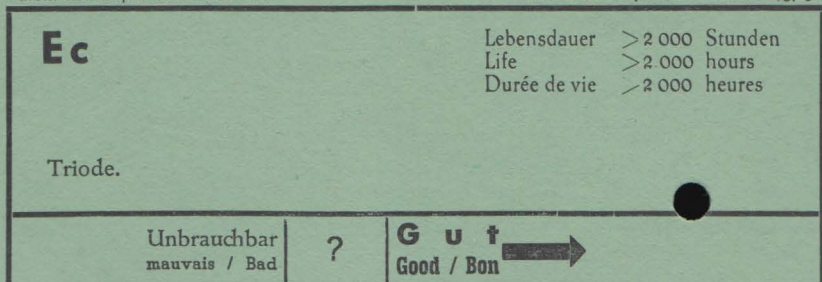 Ec
Lebensdauer >2 000 Stunden
Life >2 000 hours
Durée de vie >2 000 heures
Triode.
Unbrauchbar
mauvais / Bad
?
Gut
Good / Bon